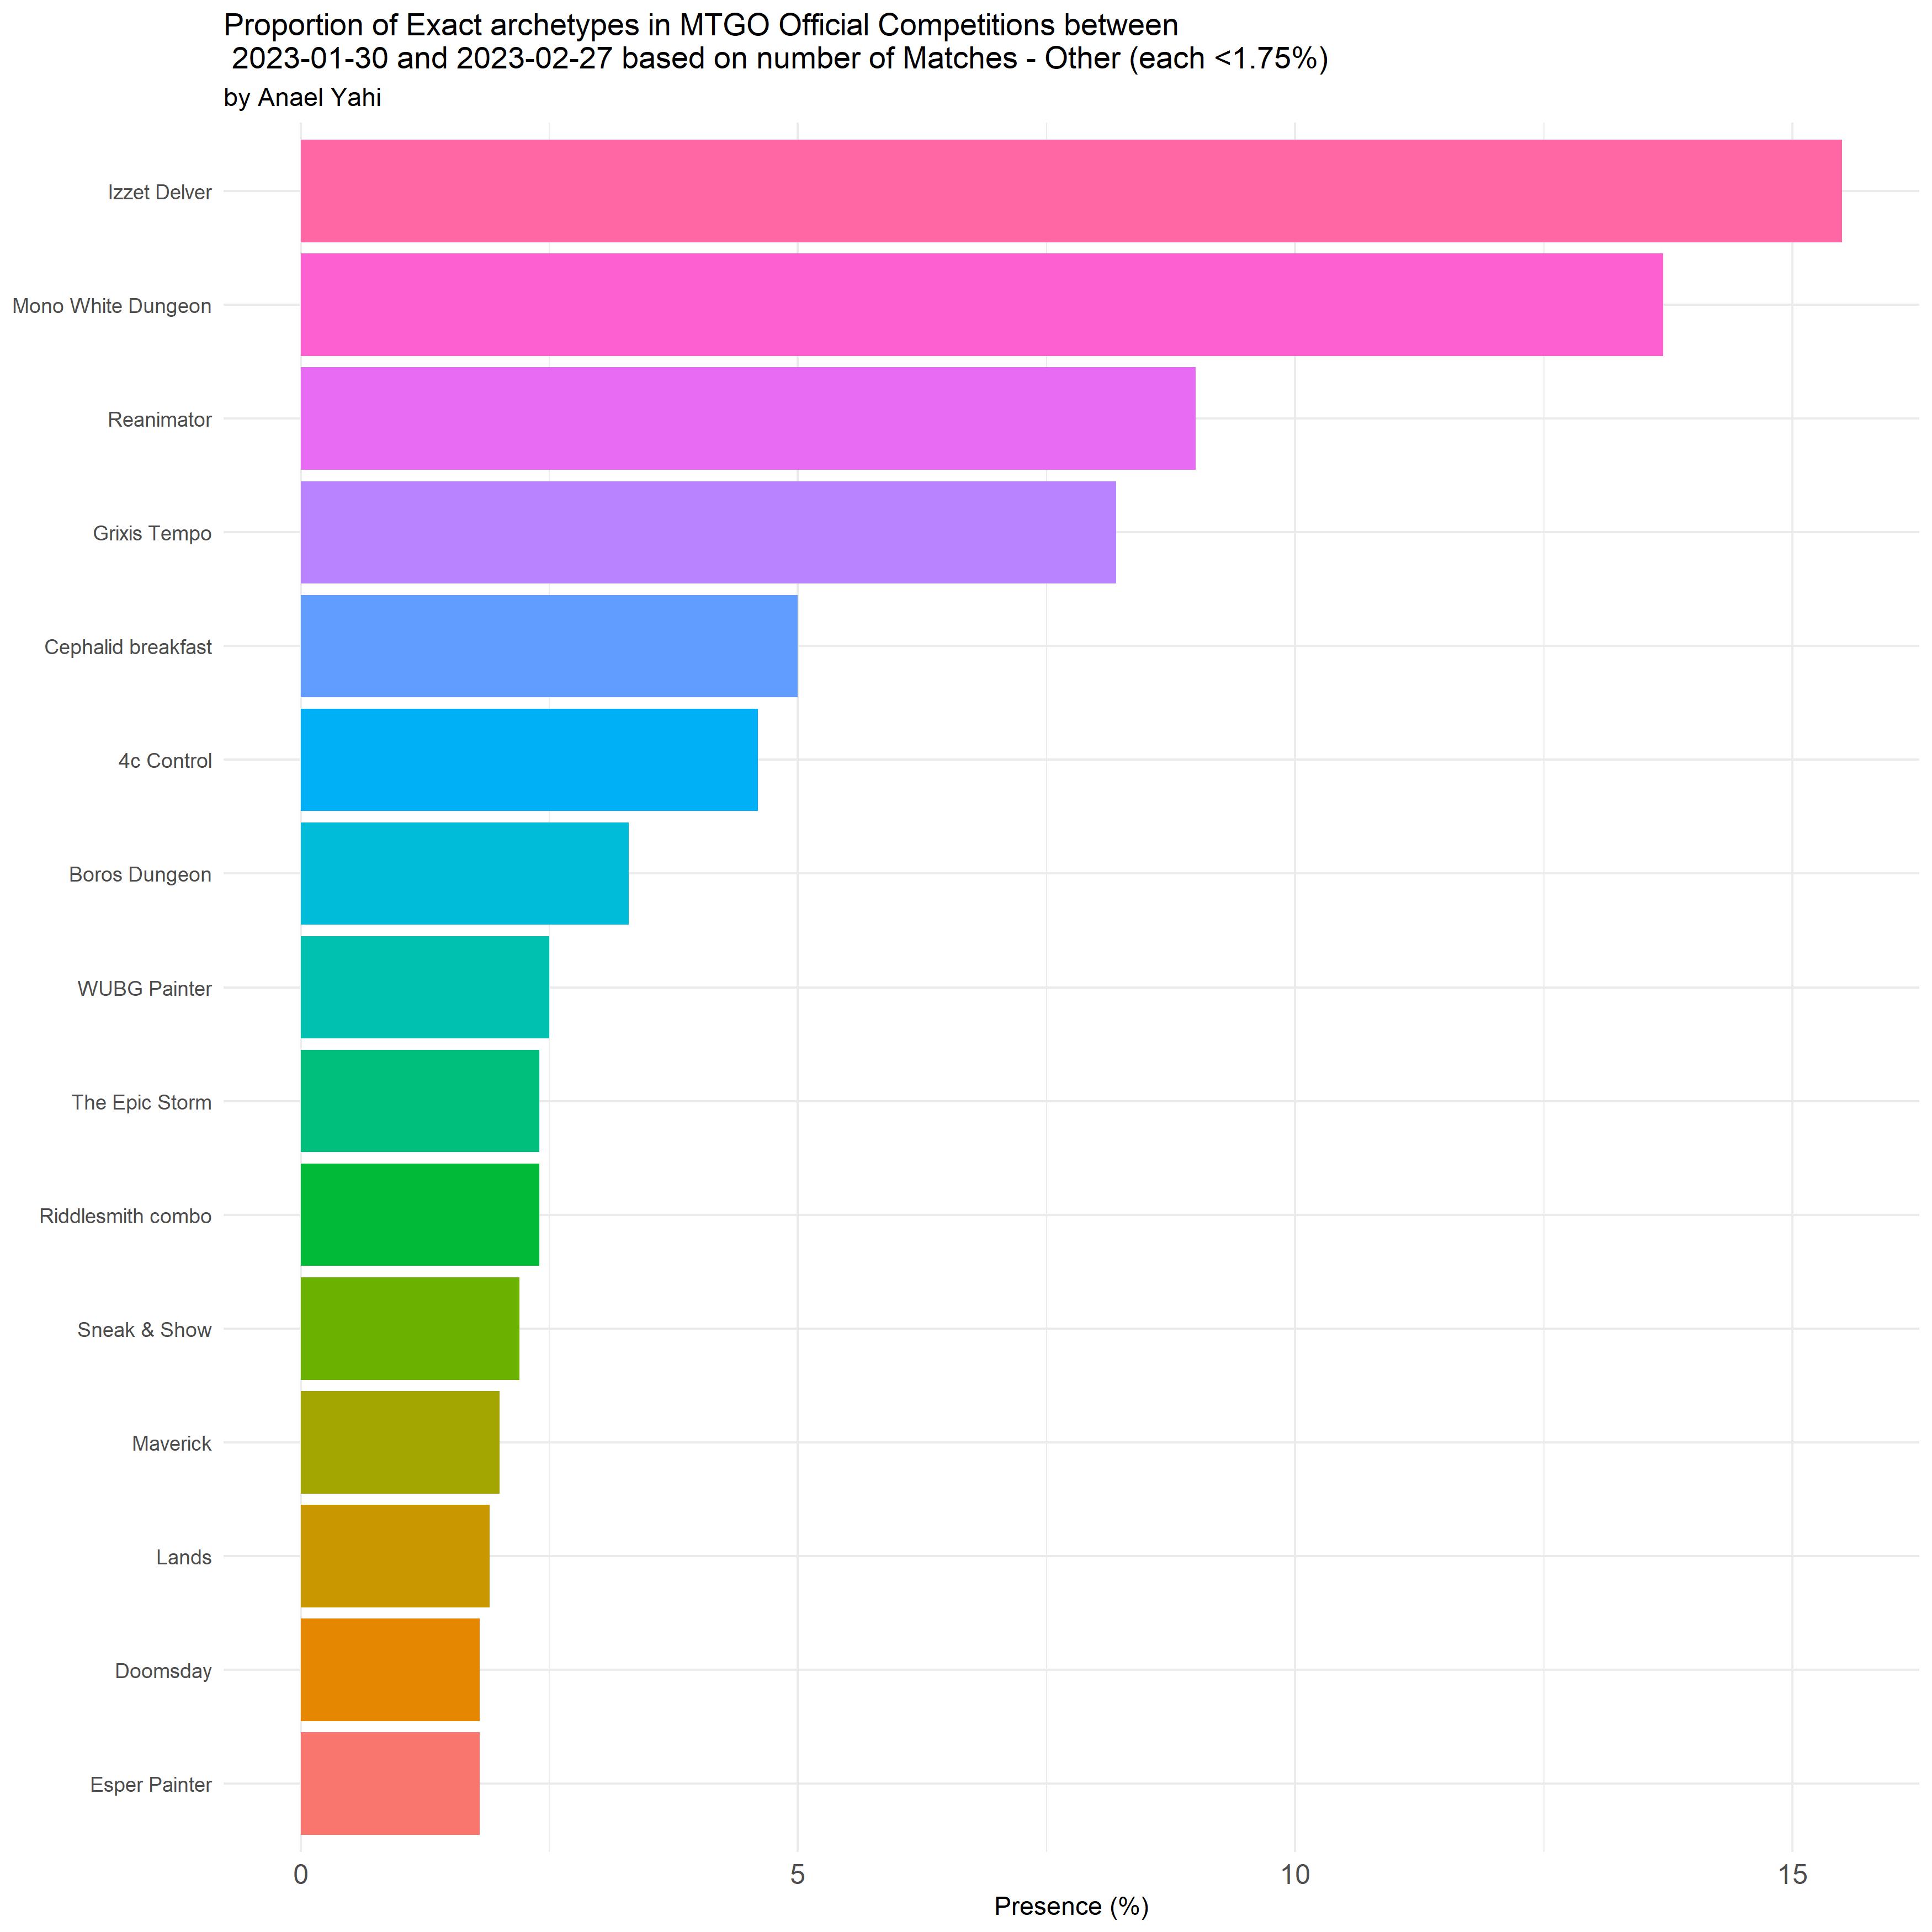 Proportion of Exact archetypes in MTGO Official Competitions between
2023-01-30 and 2023-02-27 based on number of Matches - Other (each <1.75%)
by Anael Yahi
Izzet Delver
Mono White Dungeon
Reanimator
Grixis Tempo
Cephalid breakfast
4c Control
Boros Dungeon
WUBG Painter
The Epic Storm
Riddlesmith combo
Sneak & Show
Maverick
Lands
Doomsday
Esper Painter
0 5 10 15
Presence (%)